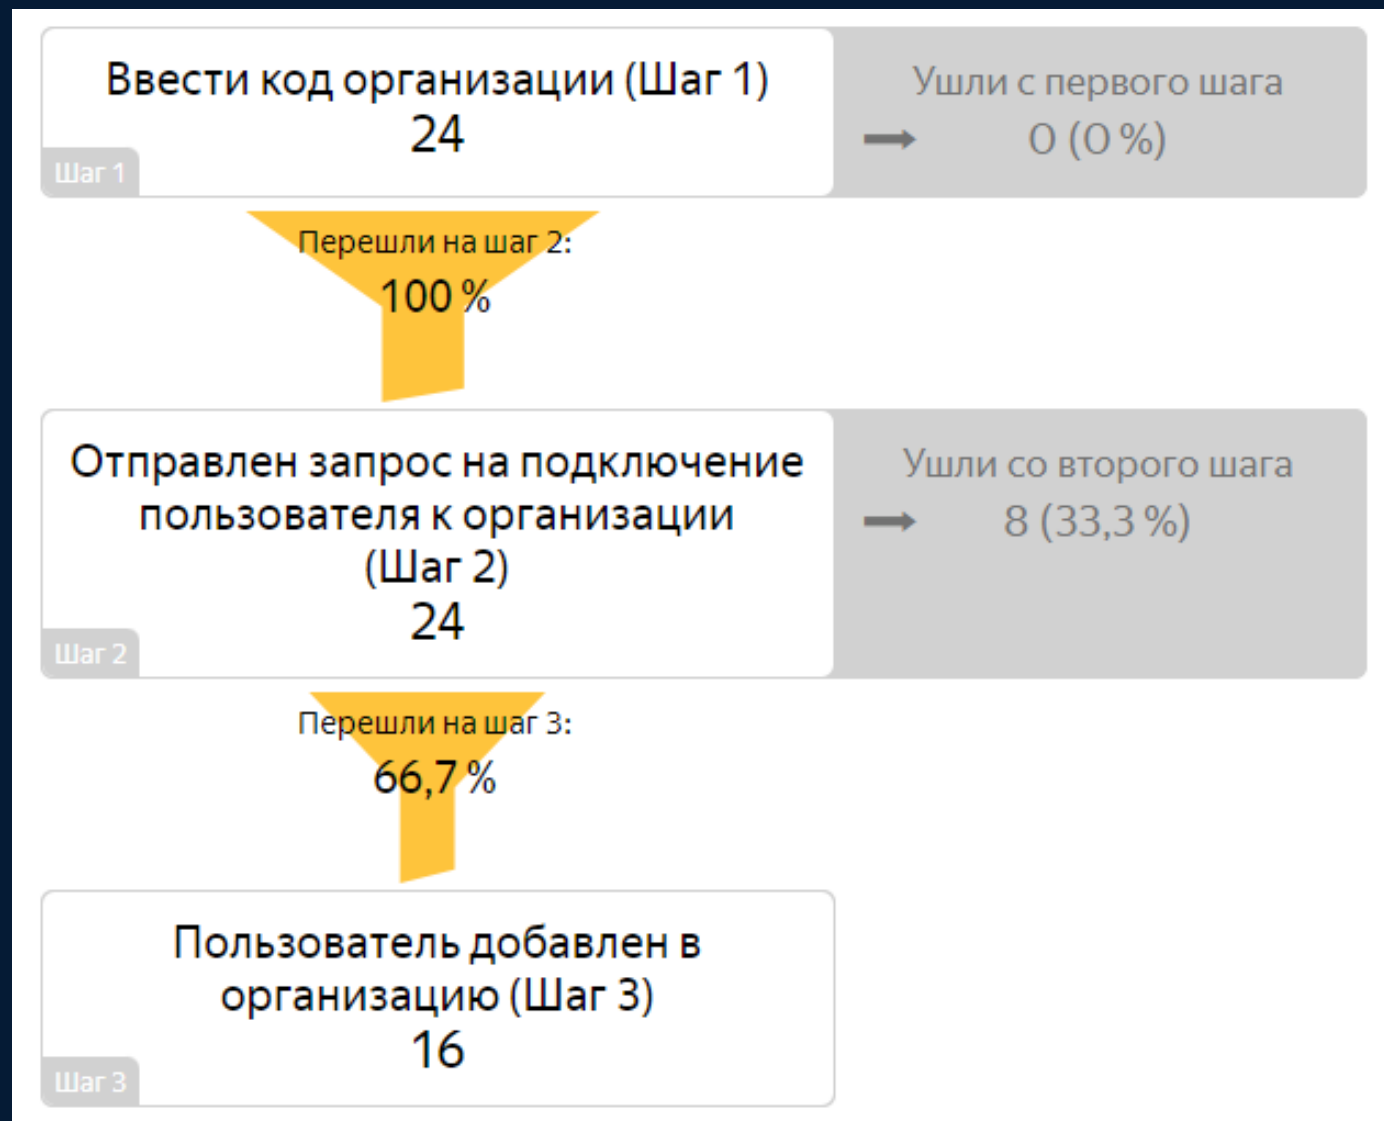 Ввести код организации (Шаг 1)
24
Шаг 1
Ушли с первого шага
0 (0 %)
Перешли на шаг 2:
100 %
Отправлен запрос на подключение
пользователя к организации
(Шаг 2)
24
Шаг 2
Ушли со второго шага
8 (33,3 %)
Перешли на шаг 3:
66,7 %
Пользователь добавлен в
организацию (Шаг 3)
16
Шаг 3